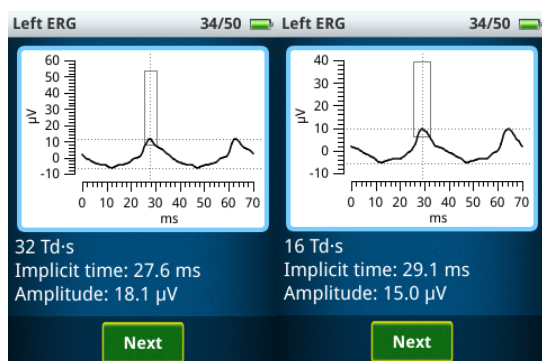 Left ERG 34/50
60
50
40
30
20
10
0
-10
µV
0 10 20 30 40 50 60 70
ms
32 Td·s
Implicit time: 27.6 ms
Amplitude: 18.1 µV
Next
Left ERG 34/50
40
30
20
10
0
-10
µV
0 10 20 30 40 50 60 70
ms
16 Td·s
Implicit time: 29.1 ms
Amplitude: 15.0 µV
Next